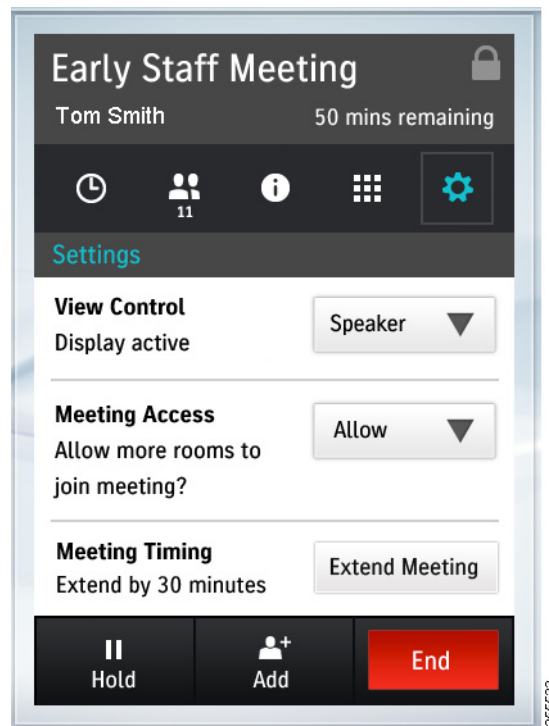 Early Staff Meeting
Tom Smith 50 mins remaining
11
Settings
View Control
Display active
Speaker
Meeting Access
Allow more rooms to
join meeting?
Allow
Meeting Timing
Extend by 30 minutes
Extend Meeting
Hold
Add
End